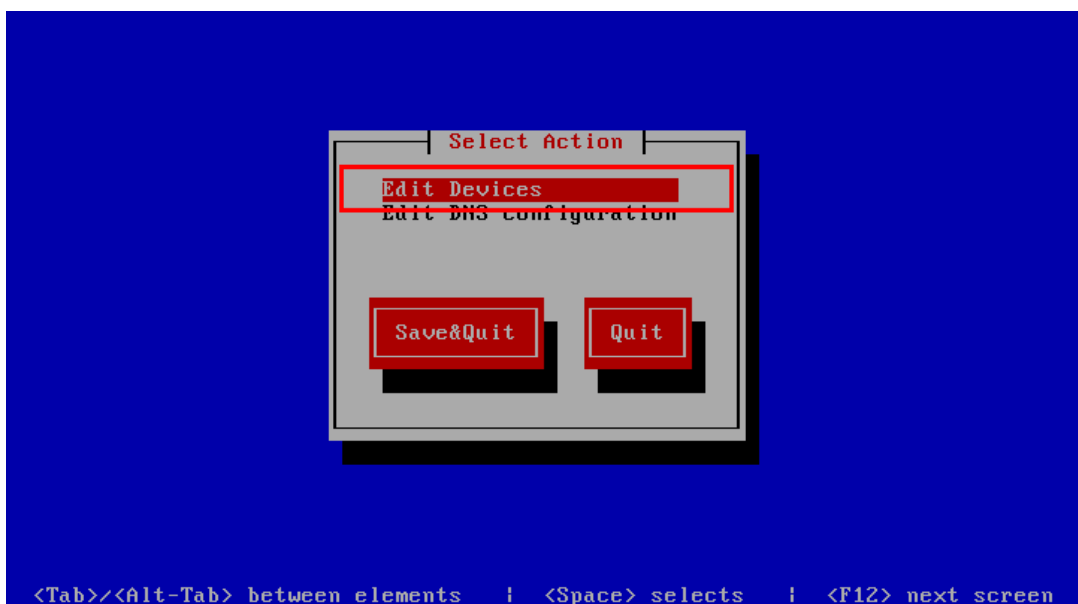 Select Action
Edit Devices
Edit DNS configuration
Save&Quit Quit
<Tab>/<Alt-Tab> between elements | <Space> selects | <F12> next screen